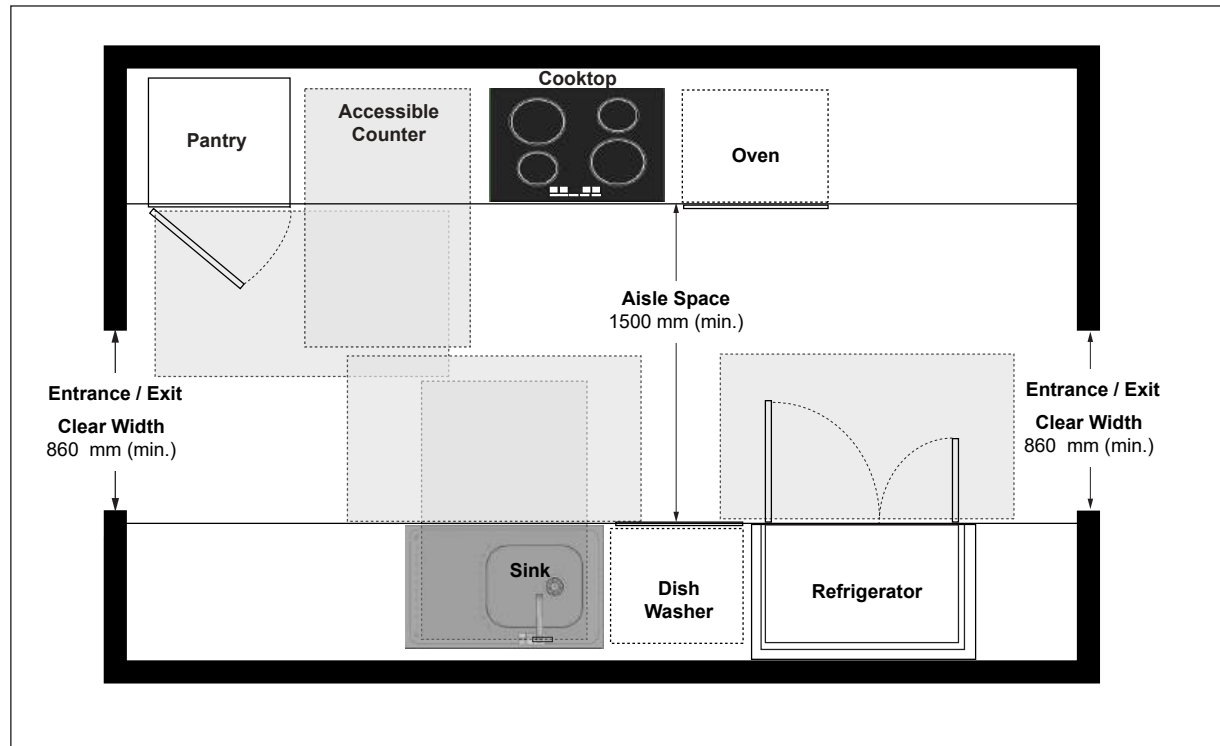 Cooktop
Accessible
Counter
Pantry
Oven
Aisle Space
1500 mm (min.)
Entrance / Exit
Clear Width
860 mm (min.)
Entrance / Exit
Clear Width
860 mm (min.)
Sink
Dish
Washer
Refrigerator